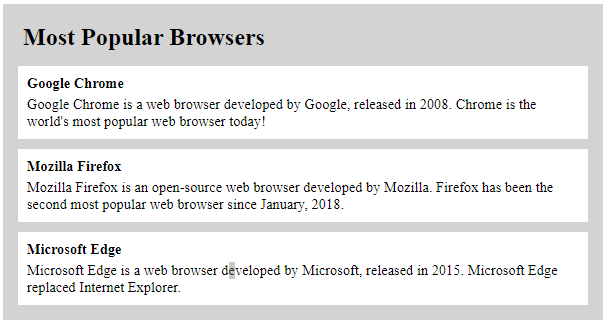 Most Popular Browsers
Google Chrome
Google Chrome is a web browser developed by Google, released in 2008. Chrome is the
world's most popular web browser today!
Mozilla Firefox
Mozilla Firefox is an open-source web browser developed by Mozilla. Firefox has been the
second most popular web browser since January, 2018.
Microsoft Edge
Microsoft Edge is a web browser developed by Microsoft, released in 2015. Microsoft Edge
replaced Internet Explorer.